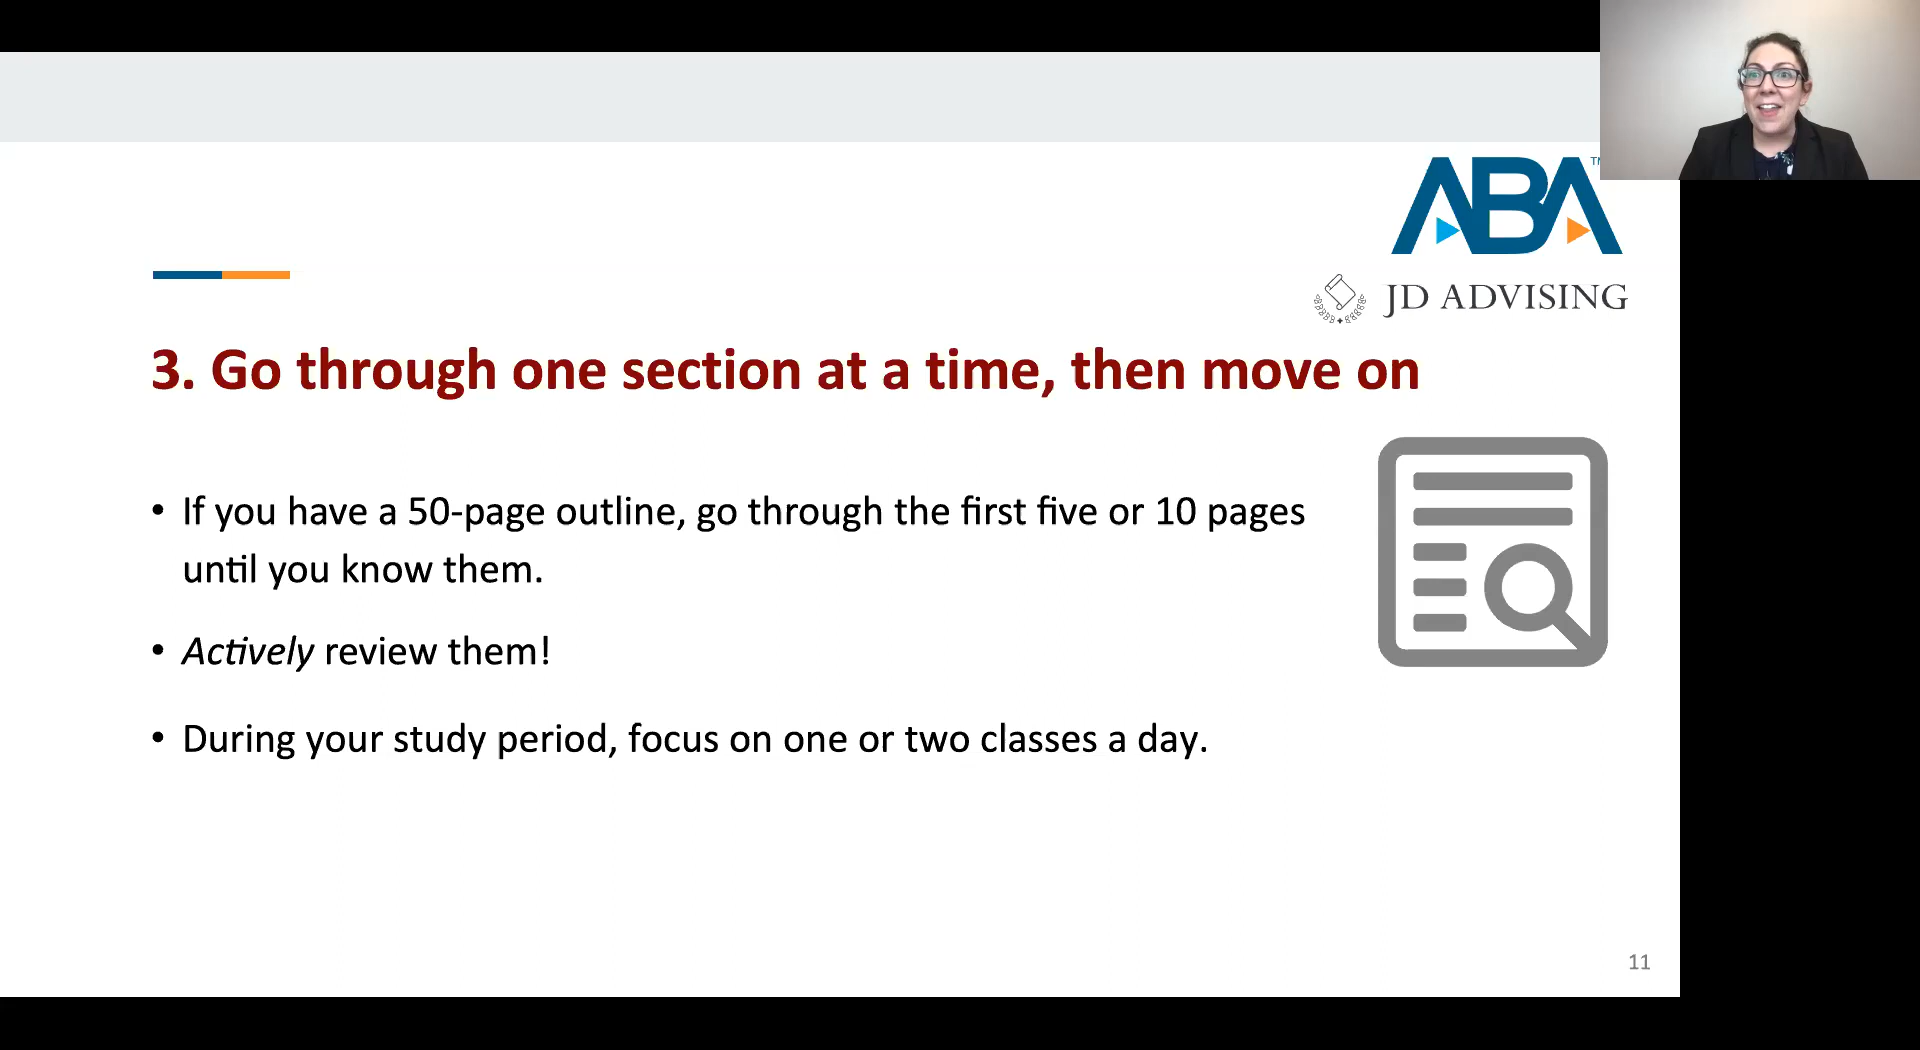 ABA TM
JD ADVISING
3. Go through one section at a time, then move on
• If you have a 50-page outline, go through the first five or 10 pages
until you know them.
• Actively review them!
• During your study period, focus on one or two classes a day.
11